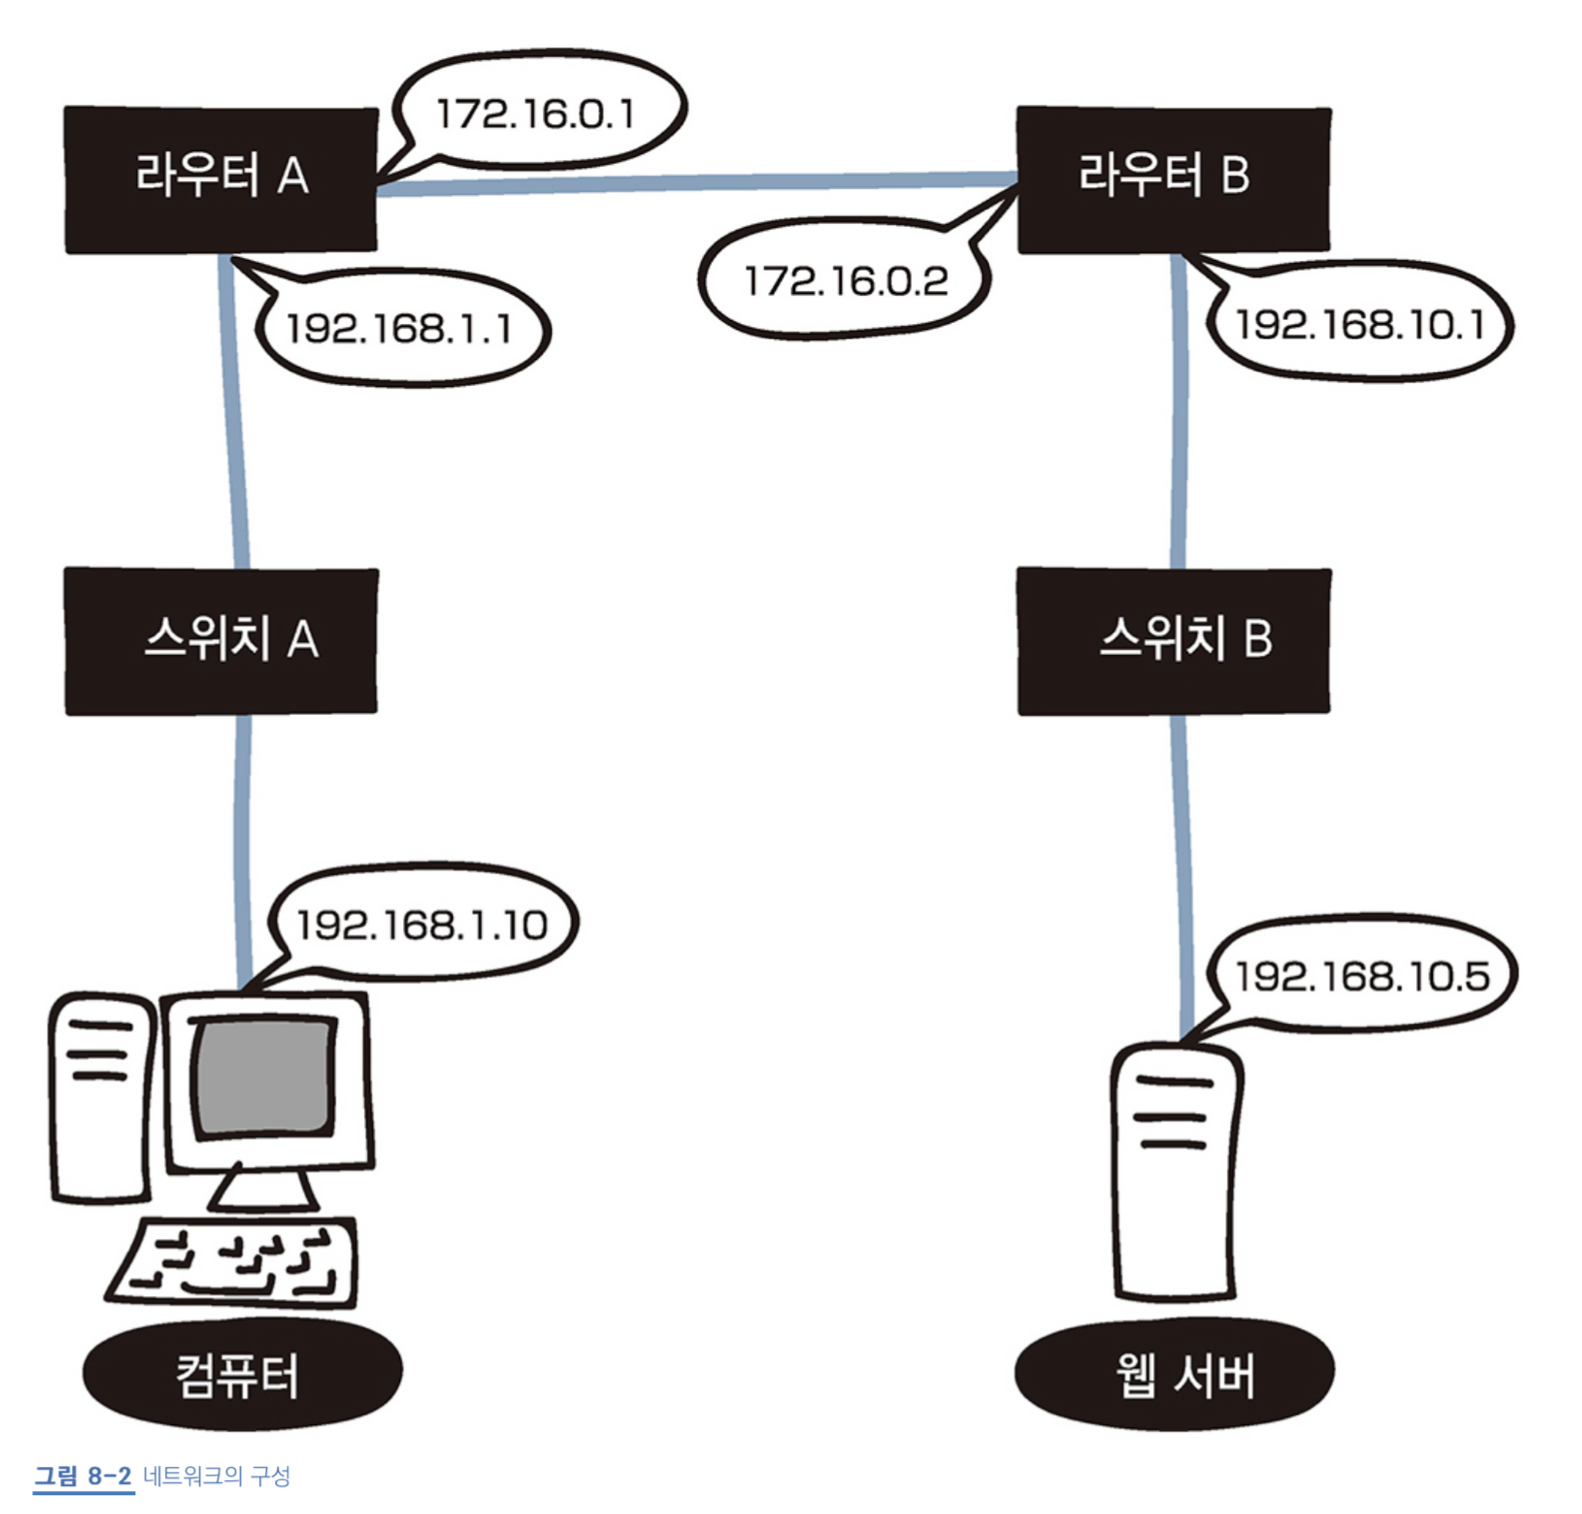 172.16.0.1
라우터 A
라우터 B
172.16.0.2
192.168.1.1
192.168.10.1
스위치 A
스위치 B
192.168.1.10
192.168.10.5
컴퓨터
웹 서버
그림 8-2 네트워크의 구성